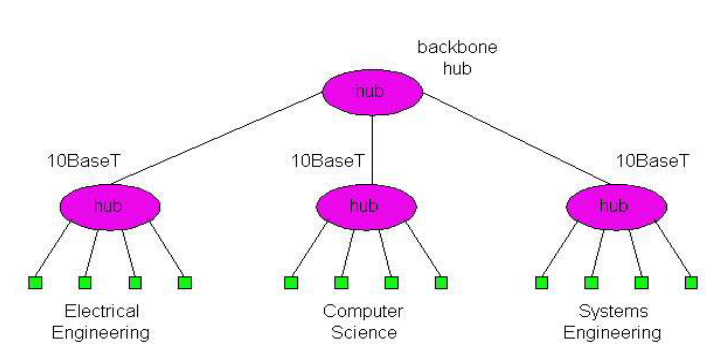 backbone
hub
hub
10BaseT
10BaseT
10BaseT
hub
hub
hub
Electrical
Engineering
Computer
Science
Systems
Engineering